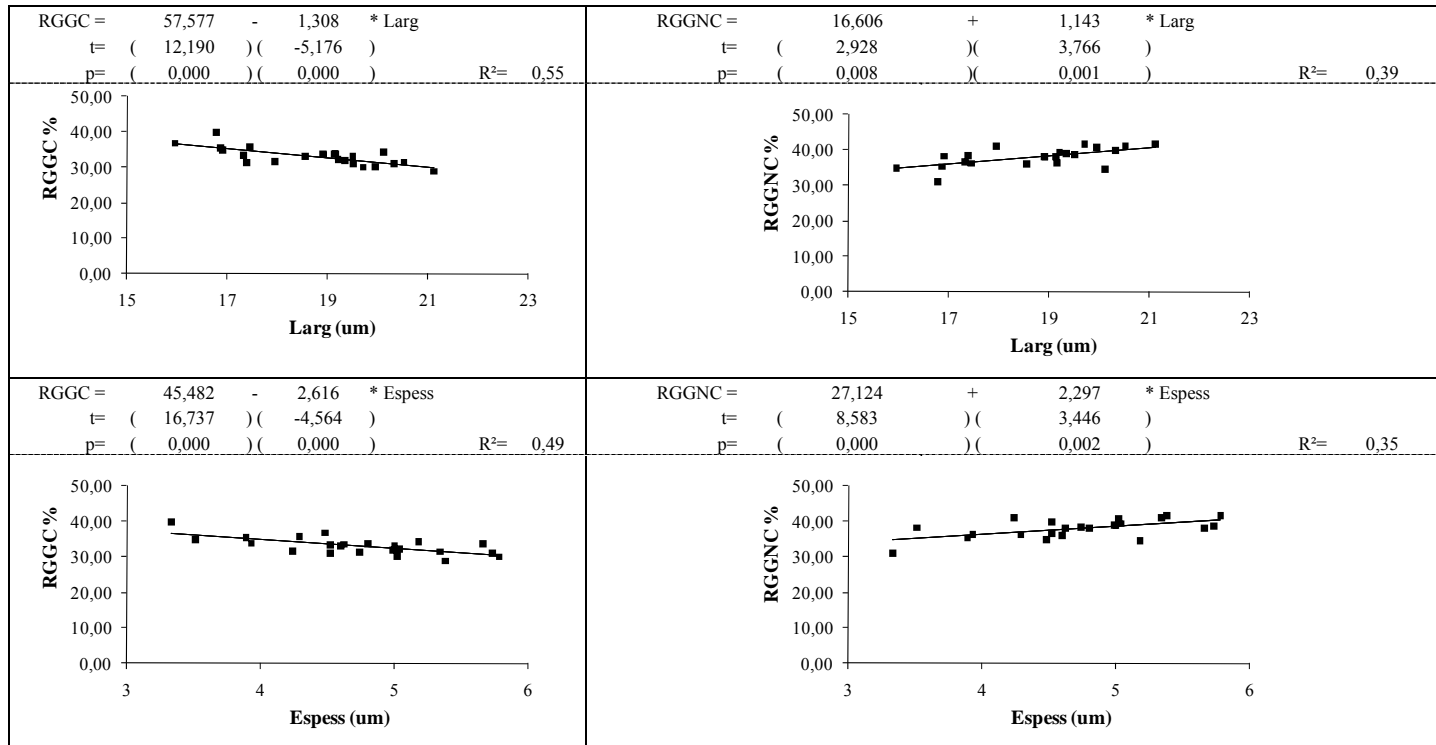 RGGC = 57,577 - 1,308 * Larg
t= ( 12,190 ) ( -5,176 )
p= ( 0,000 ) ( 0,000 ) R²= 0,55
50,00
40,00
30,00
20,00
10,00
0,00
RGGC %
15 17 19 21 23
Larg (um)
RGGNC = 16,606 + 1,143 * Larg
t= ( 2,928 )( 3,766 )
p= ( 0,008 )( 0,001 ) R²= 0,39
50,00
40,00
30,00
20,00
10,00
0,00
RGGNC %
15 17 19 21 23
Larg (um)
RGGC = 45,482 - 2,616 * Espess
t= ( 16,737 ) ( -4,564 )
p= ( 0,000 ) ( 0,000 ) R²= 0,49
50,00
40,00
30,00
20,00
10,00
0,00
RGGC %
3 4 5 6
Espess (um)
RGGNC = 27,124 + 2,297 * Espess
t= ( 8,583 ) ( 3,446 )
p= ( 0,000 ) ( 0,002 ) R²= 0,35
50,00
40,00
30,00
20,00
10,00
0,00
RGGNC %
3 4 5 6
Espess (um)